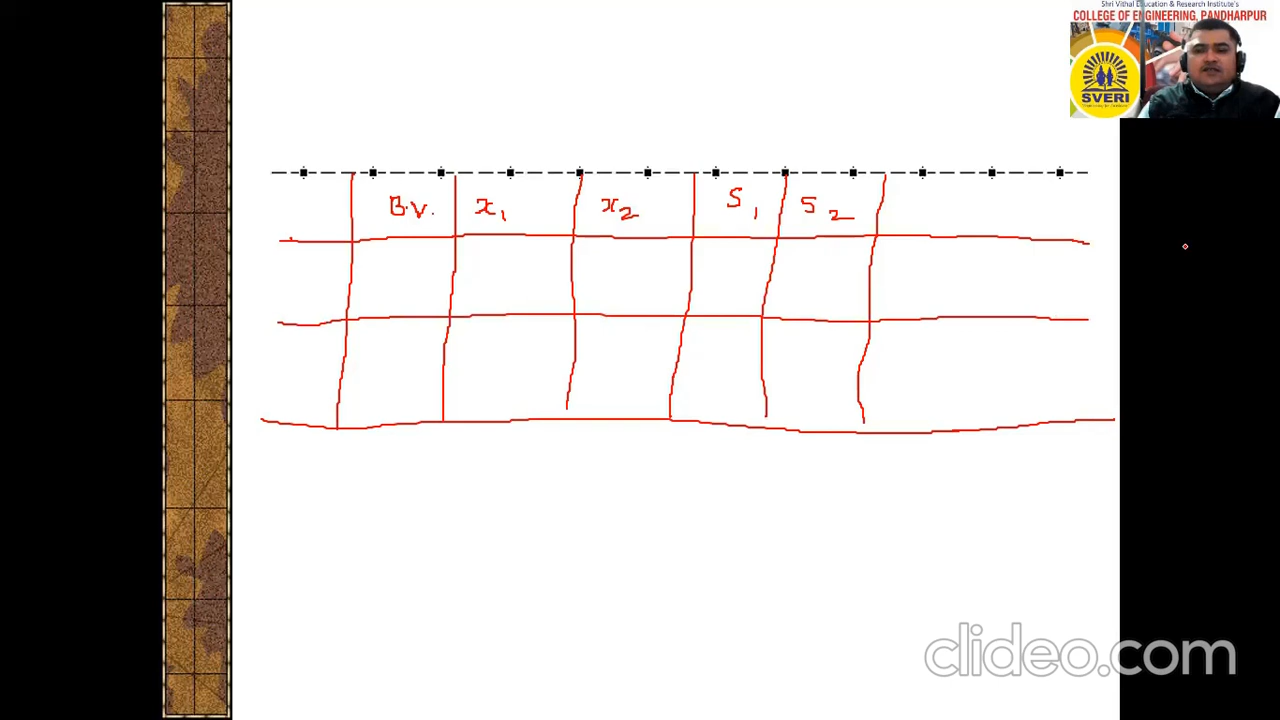 Shri Vithal Education & Research Institute's
COLLEGE OF ENGINEERING, PANDHARPUR
SVERI
B.V. x₁ x₂ S₁ S₂
clideo.com